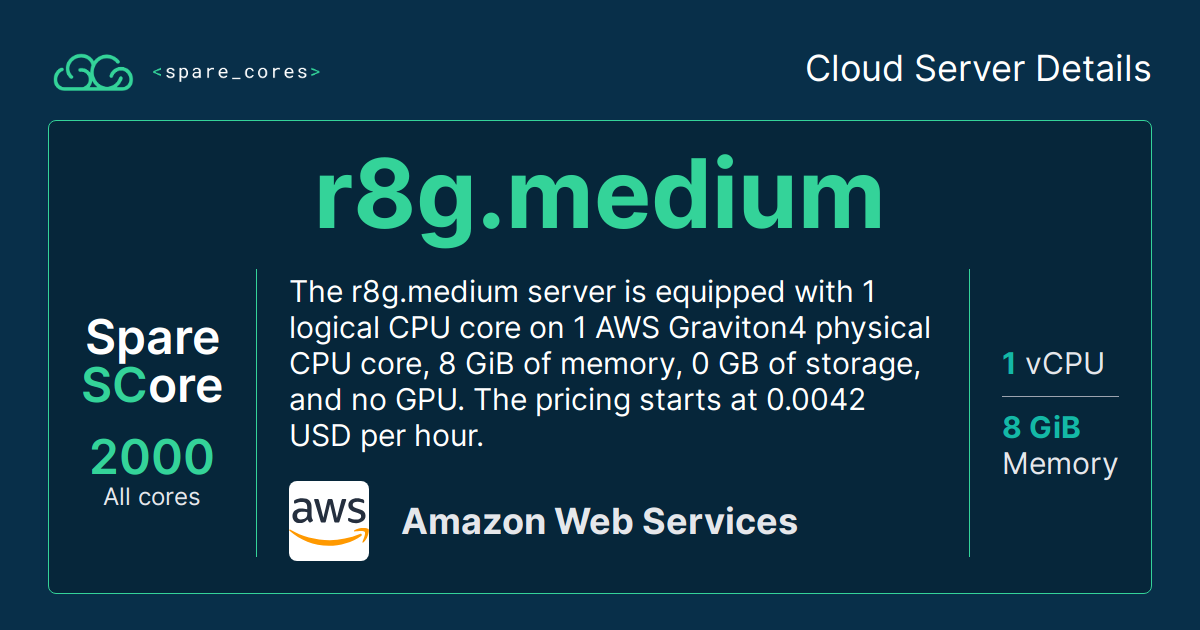 <spare_cores>
Cloud Server Details
r8g.medium
Spare
SCore
2000
All cores
The r8g.medium server is equipped with 1
logical CPU core on 1 AWS Graviton4 physical
CPU core, 8 GiB of memory, 0 GB of storage,
and no GPU. The pricing starts at 0.0042
USD per hour.
aws
Amazon Web Services
1 vCPU
8 GiB
Memory